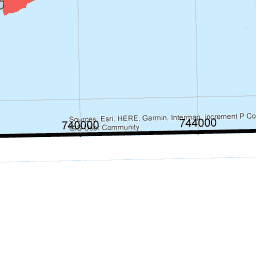 Sources: Esri, HERE, Garmin, Intermap, increment P Co
Community
740000 744000